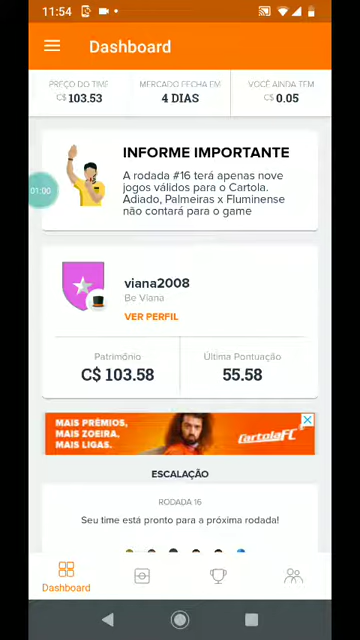 11:54
Dashboard
PREÇO DO TIME
C$ 103.53
MERCADO FECHA EM
4 DIAS
VOCÊ AINDA TEM
C$ 0.05
01:00
INFORME IMPORTANTE
A rodada #16 terá apenas nove
jogos válidos para o Cartola.
Adiado, Palmeiras x Fluminense
não contará para o game
viana2008
Be Viana
VER PERFIL
Patrimônio
C$ 103.58
Última Pontuação
55.58
MAIS PRÊMIOS,
MAIS ZOEIRA,
MAIS LIGAS.
CartolaFC
ESCALAÇÃO
RODADA 16
Seu time está pronto para a próxima rodada!
Dashboard